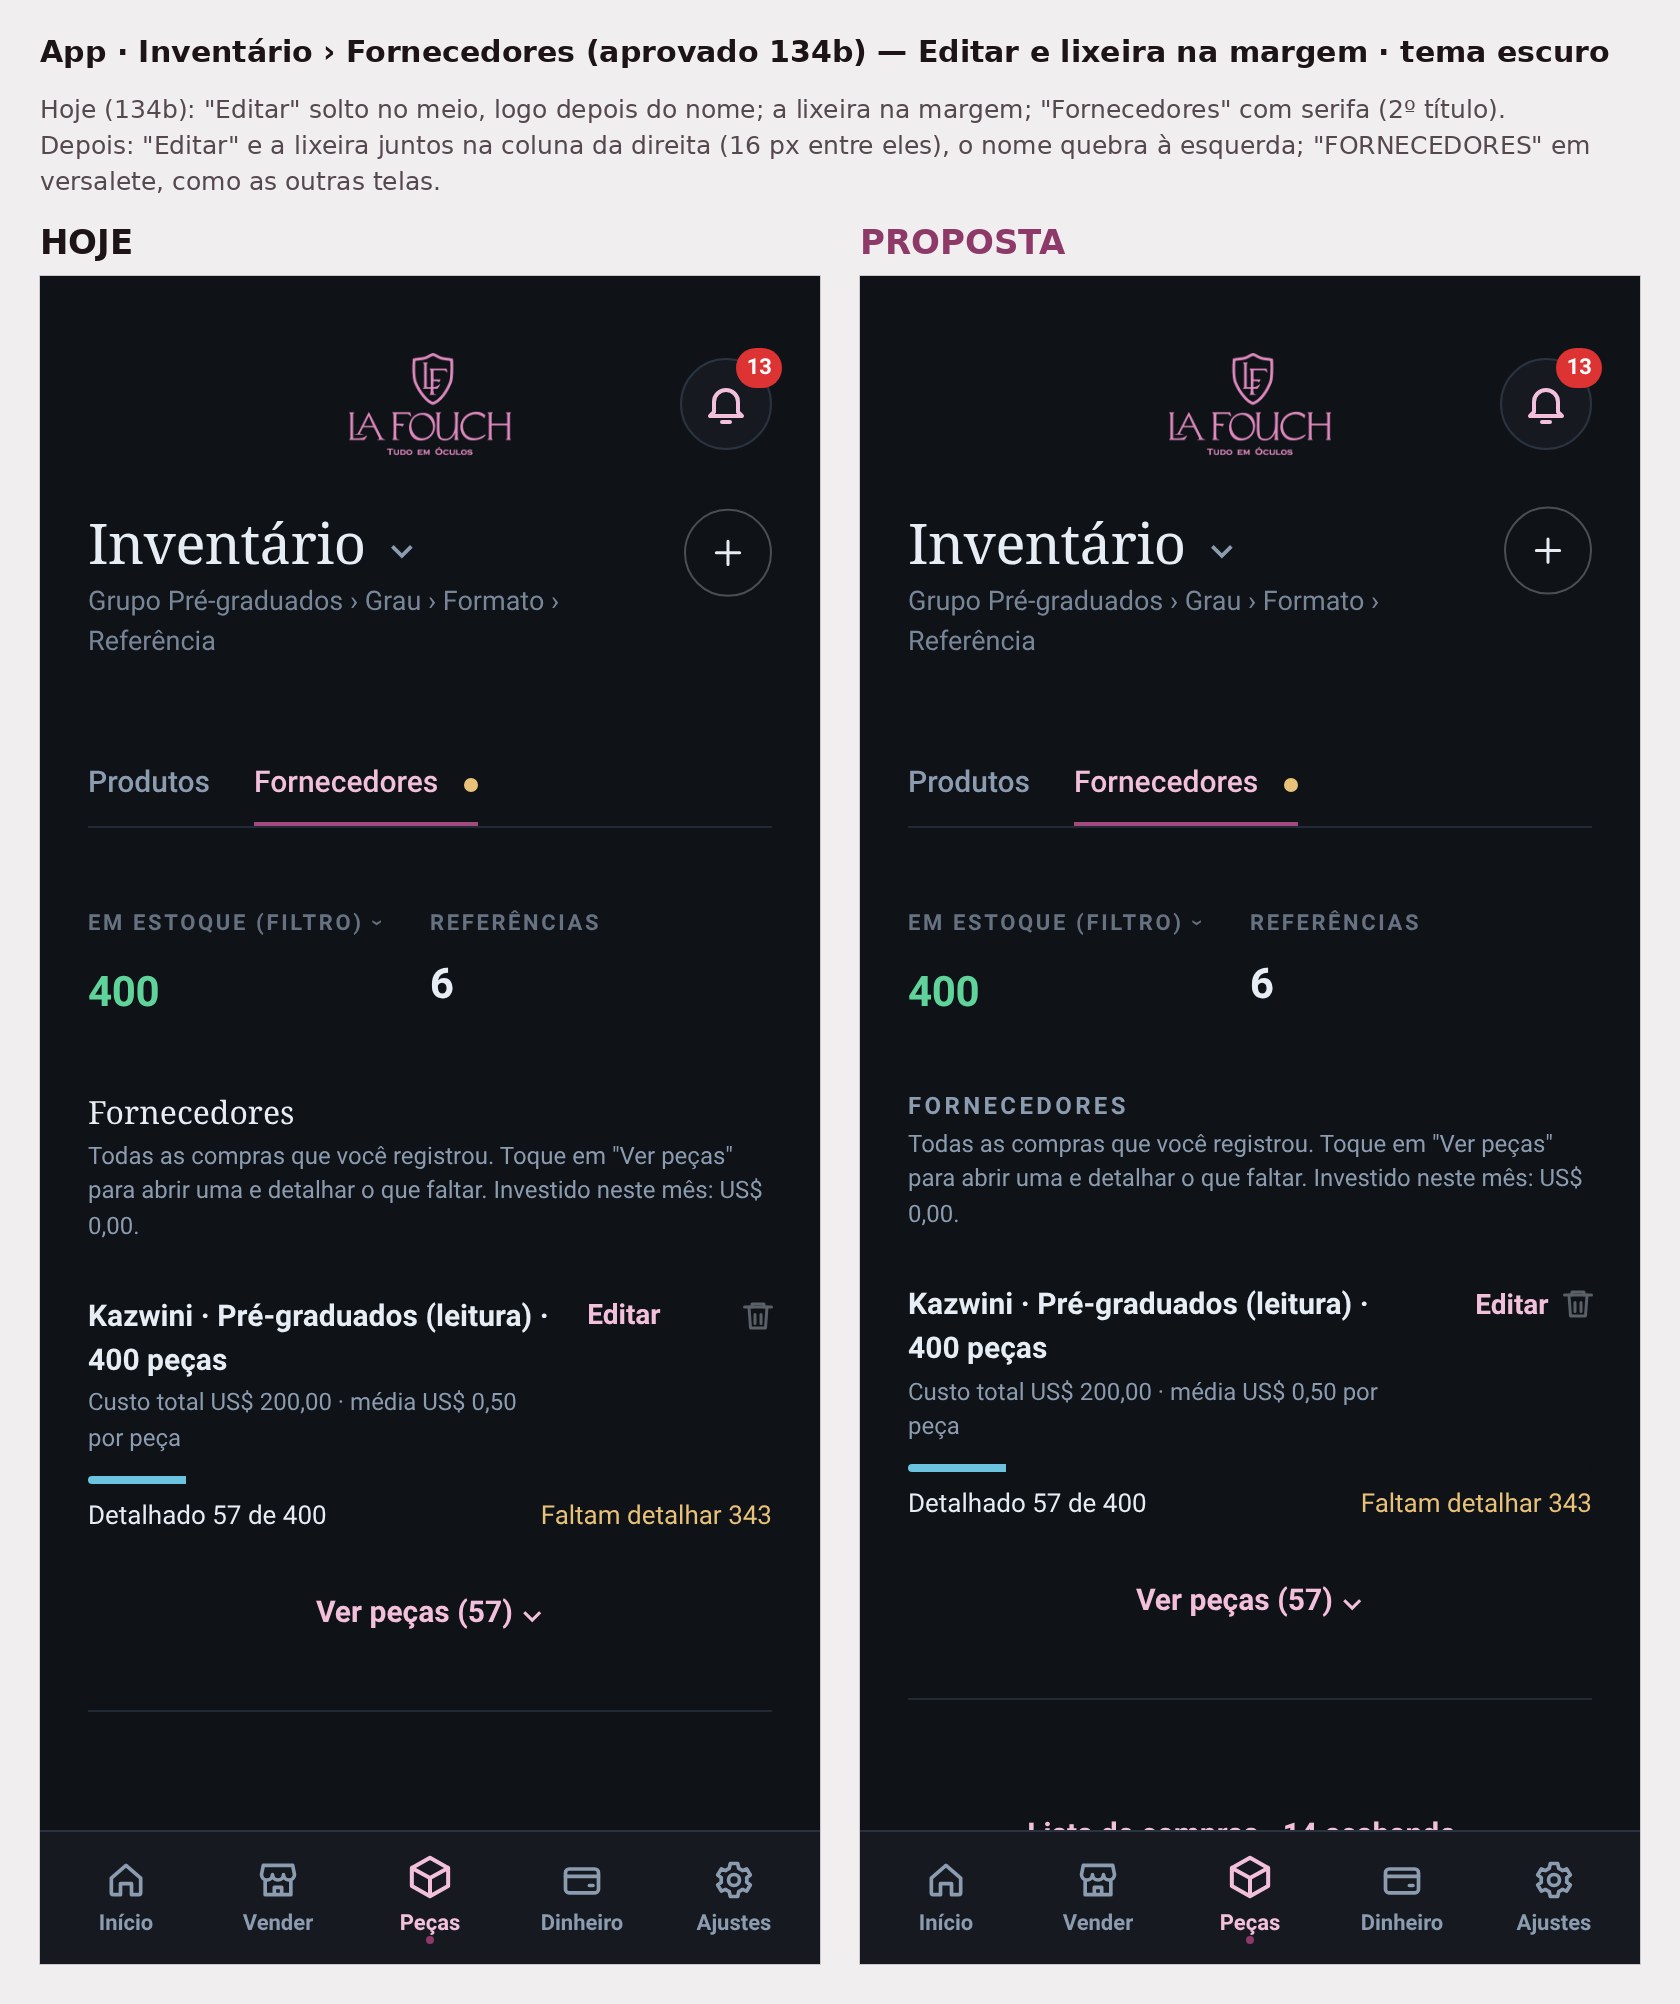 App · Inventário › Fornecedores (aprovado 134b) — Editar e lixeira na margem · tema escuro
Hoje (134b): "Editar" solto no meio, logo depois do nome; a lixeira na margem; "Fornecedores" com serifa (2º título).
Depois: "Editar" e a lixeira juntos na coluna da direita (16 px entre eles), o nome quebra à esquerda; "FORNECEDORES" em
versalete, como as outras telas.
HOJE
LF
LA FOUCH
TUDO EM ÓCULOS
13
Inventário
Grupo Pré-graduados › Grau › Formato ›
Referência
Produtos Fornecedores
EM ESTOQUE (FILTRO) REFERÊNCIAS
400 6
Fornecedores
Todas as compras que você registrou. Toque em "Ver peças"
para abrir uma e detalhar o que faltar. Investido neste mês: US$
0,00.
Kazwini · Pré-graduados (leitura) · Editar
400 peças
Custo total US$ 200,00 · média US$ 0,50
por peça
Detalhado 57 de 400 Faltam detalhar 343
Ver peças (57)
Início Vender Peças Dinheiro Ajustes
PROPOSTA
LF
LA FOUCH
TUDO EM ÓCULOS
13
Inventário
Grupo Pré-graduados › Grau › Formato ›
Referência
Produtos Fornecedores
EM ESTOQUE (FILTRO) REFERÊNCIAS
400 6
FORNECEDORES
Todas as compras que você registrou. Toque em "Ver peças"
para abrir uma e detalhar o que faltar. Investido neste mês: US$
0,00.
Kazwini · Pré-graduados (leitura) · Editar
400 peças
Custo total US$ 200,00 · média US$ 0,50 por
peça
Detalhado 57 de 400 Faltam detalhar 343
Ver peças (57)
Início Vender Peças Dinheiro Ajustes